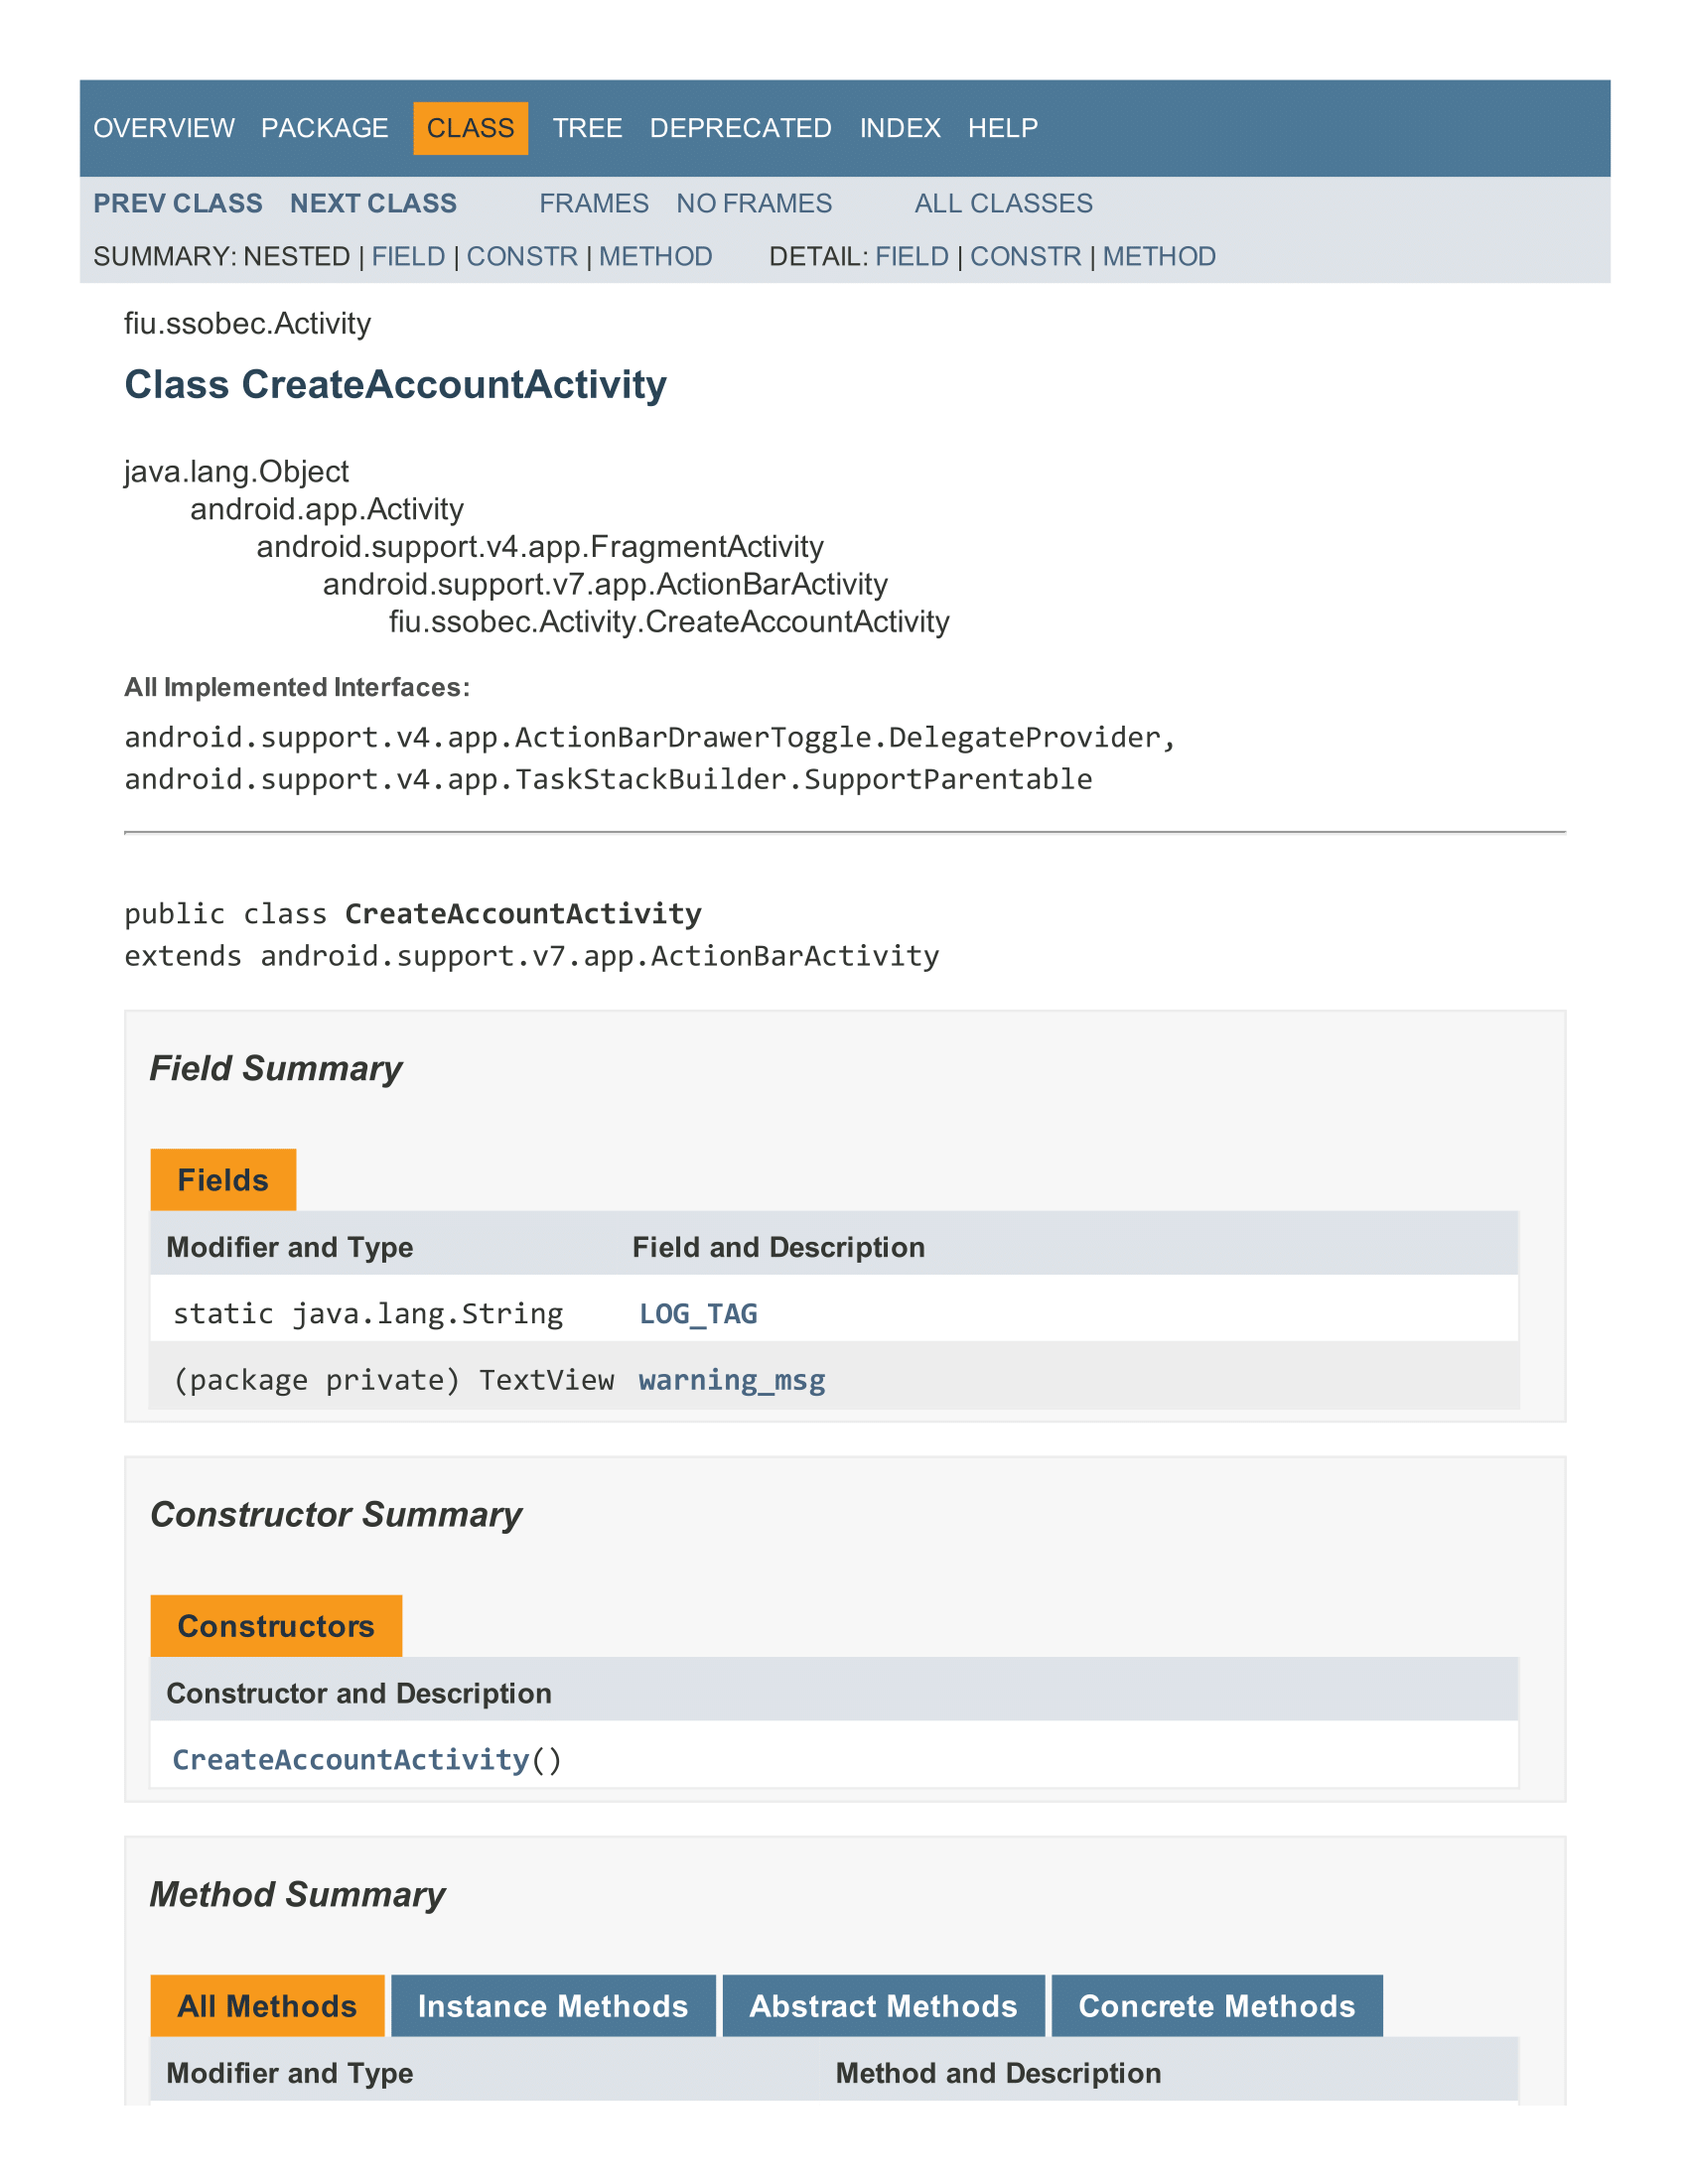 OVERVIEW PACKAGE CLASS TREE DEPRECATED INDEX HELP
PREV CLASS NEXT CLASS FRAMES NO FRAMES ALL CLASSES
SUMMARY: NESTED | FIELD | CONSTR | METHOD DETAIL: FIELD | CONSTR | METHOD
fiu.ssobec.Activity
Class CreateAccountActivity
java.lang.Object
android.app.Activity
android.support.v4.app.FragmentActivity
android.support.v7.app.ActionBarActivity
fiu.ssobec.Activity.CreateAccountActivity
All Implemented Interfaces:
android.support.v4.app.ActionBarDrawerToggle.DelegateProvider,
android.support.v4.app.TaskStackBuilder.SupportParentable
public class CreateAccountActivity
extends android.support.v7.app.ActionBarActivity
Field Summary
Fields
Modifier and Type Field and Description
static java.lang.String LOG_TAG
(package private) TextView warning_msg
Constructor Summary
Constructors
Constructor and Description
CreateAccountActivity()
Method Summary
All Methods Instance Methods Abstract Methods Concrete Methods
Modifier and Type Method and Description